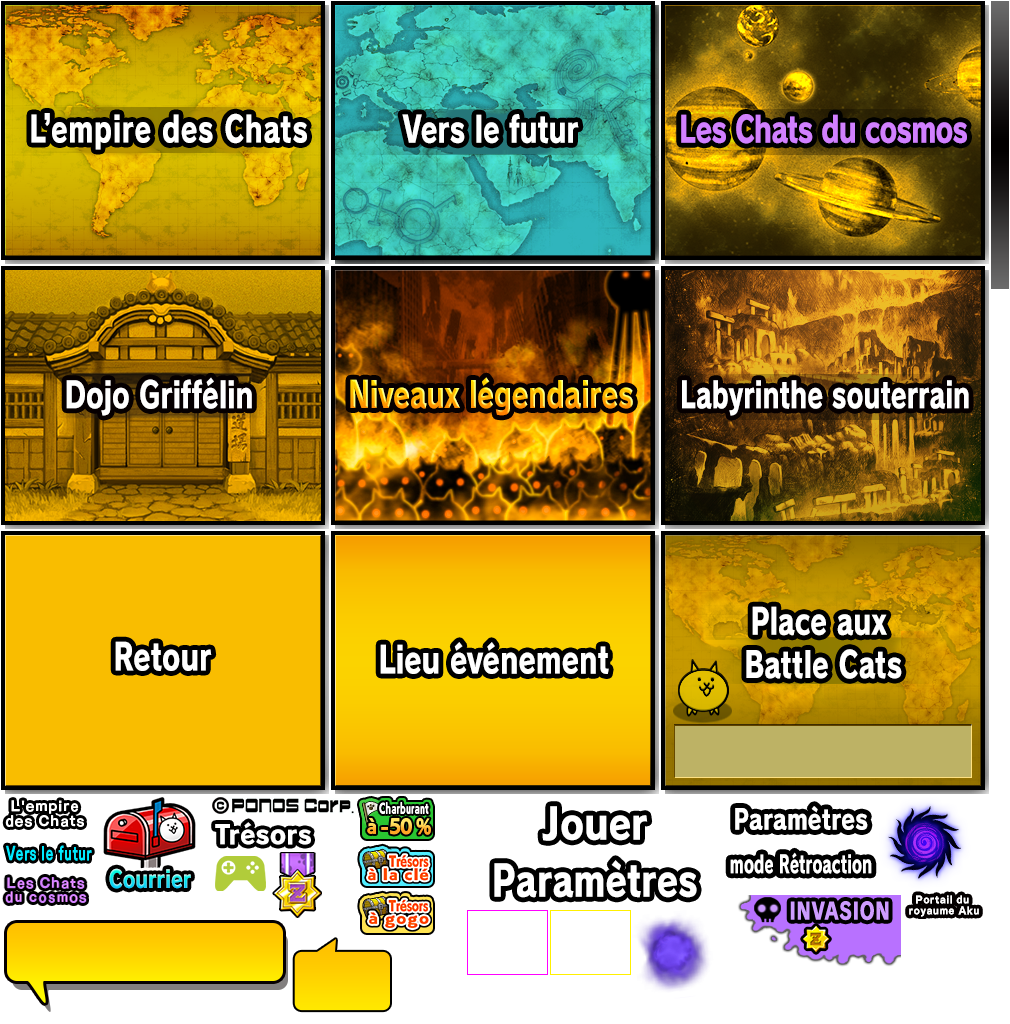 L'empire des Chats
Vers le futur
Les Chats du cosmos
Dojo Griffélin
Niveaux légendaires
Labyrinthe souterrain
Retour
Lieu événement
Place aux
Battle Cats
L'empire
des Chats
Vers le futur
Les Chats
du cosmos
Courrier
© PONOS Corp.
Trésors
Z
Charburant
à -50 %
Trésors
à la clé
Trésors
à gogo
Jouer
Paramètres
Paramètres
mode Rétroaction
INVASION
Z
Portail du
royaume Aku